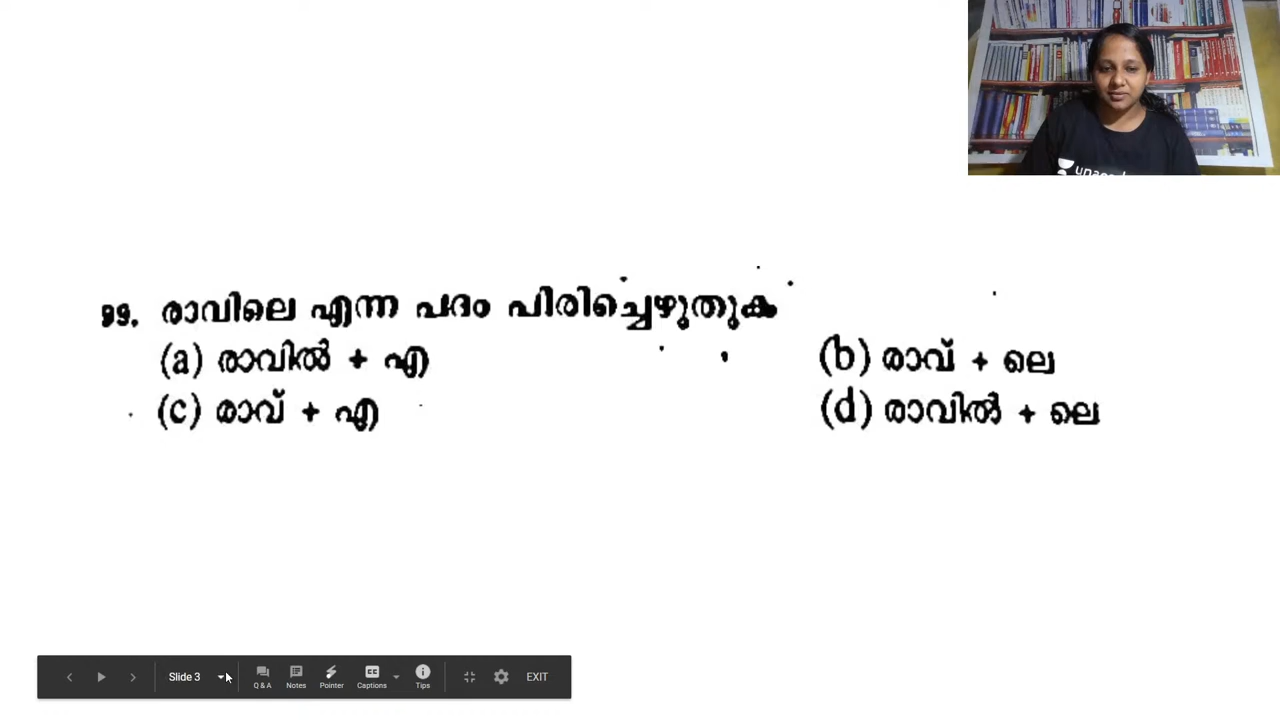 99. രാവിലെ എന്ന പദം പിരിച്ചെഴുതുക
(a) രാവിൽ + എ (b) രാവ് + ലെ
(c) രാവ് + എ (d) രാവിൽ + ലെ
Slide 3 Q & A Notes Pointer Captions Tips EXIT